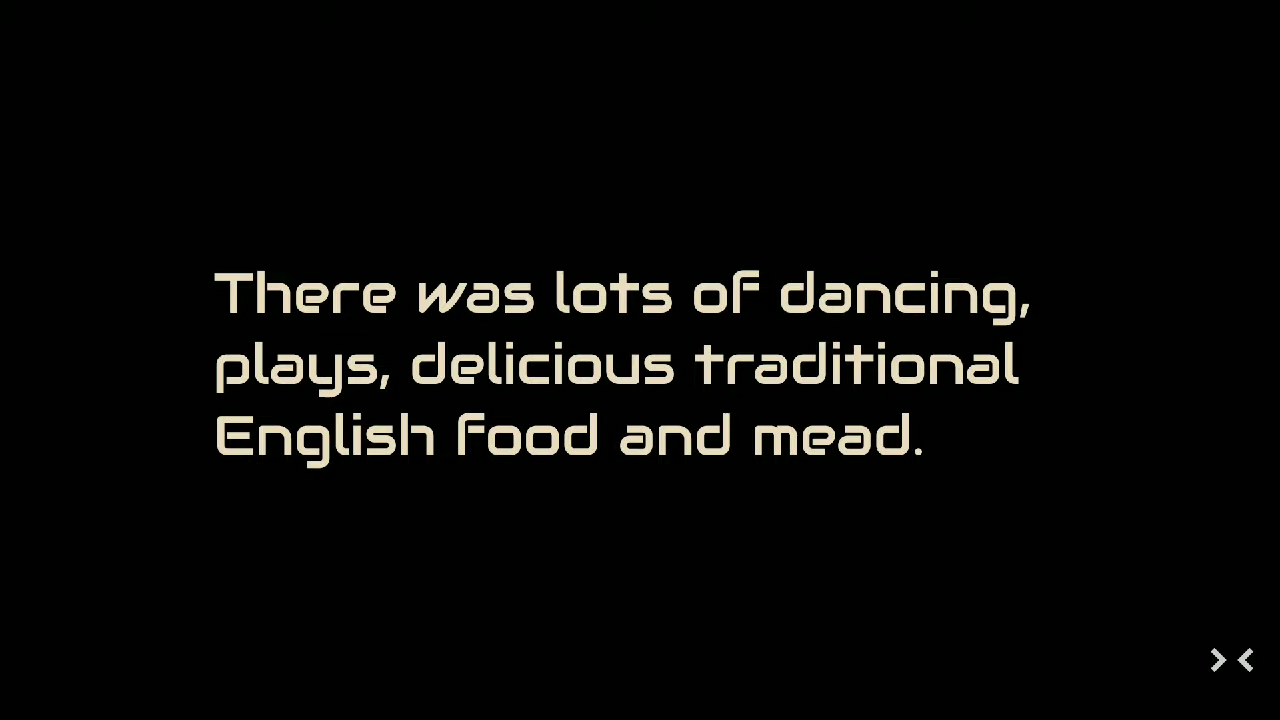 There was lots of dancing,
plays, delicious traditional
English food and mead.